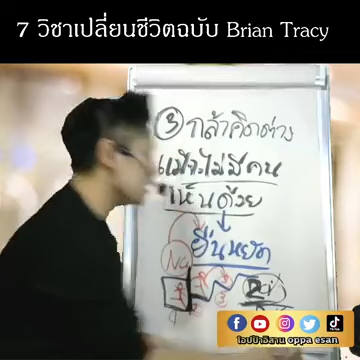 7 วิชาเปลี่ยนชีวิตฉบับ Brian Tracy
③ กล้าคิดต่าง
แม้จะไม่มีคน
เห็นด้วย
ยืนหยัด
No
โอปป้าอีสาน oppa esan